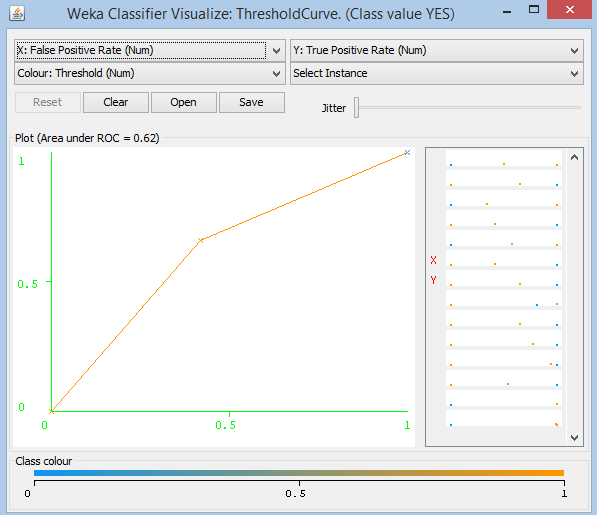 Weka Classifier Visualize: ThresholdCurve. (Class value YES)
X: False Positive Rate (Num)
Y: True Positive Rate (Num)
Colour: Threshold (Num)
Select Instance
Reset
Clear
Open
Save
Jitter
Plot (Area under ROC = 0.62)
1
0.5
0
0
0.5
1
X
Y
Class colour
0
0.5
1